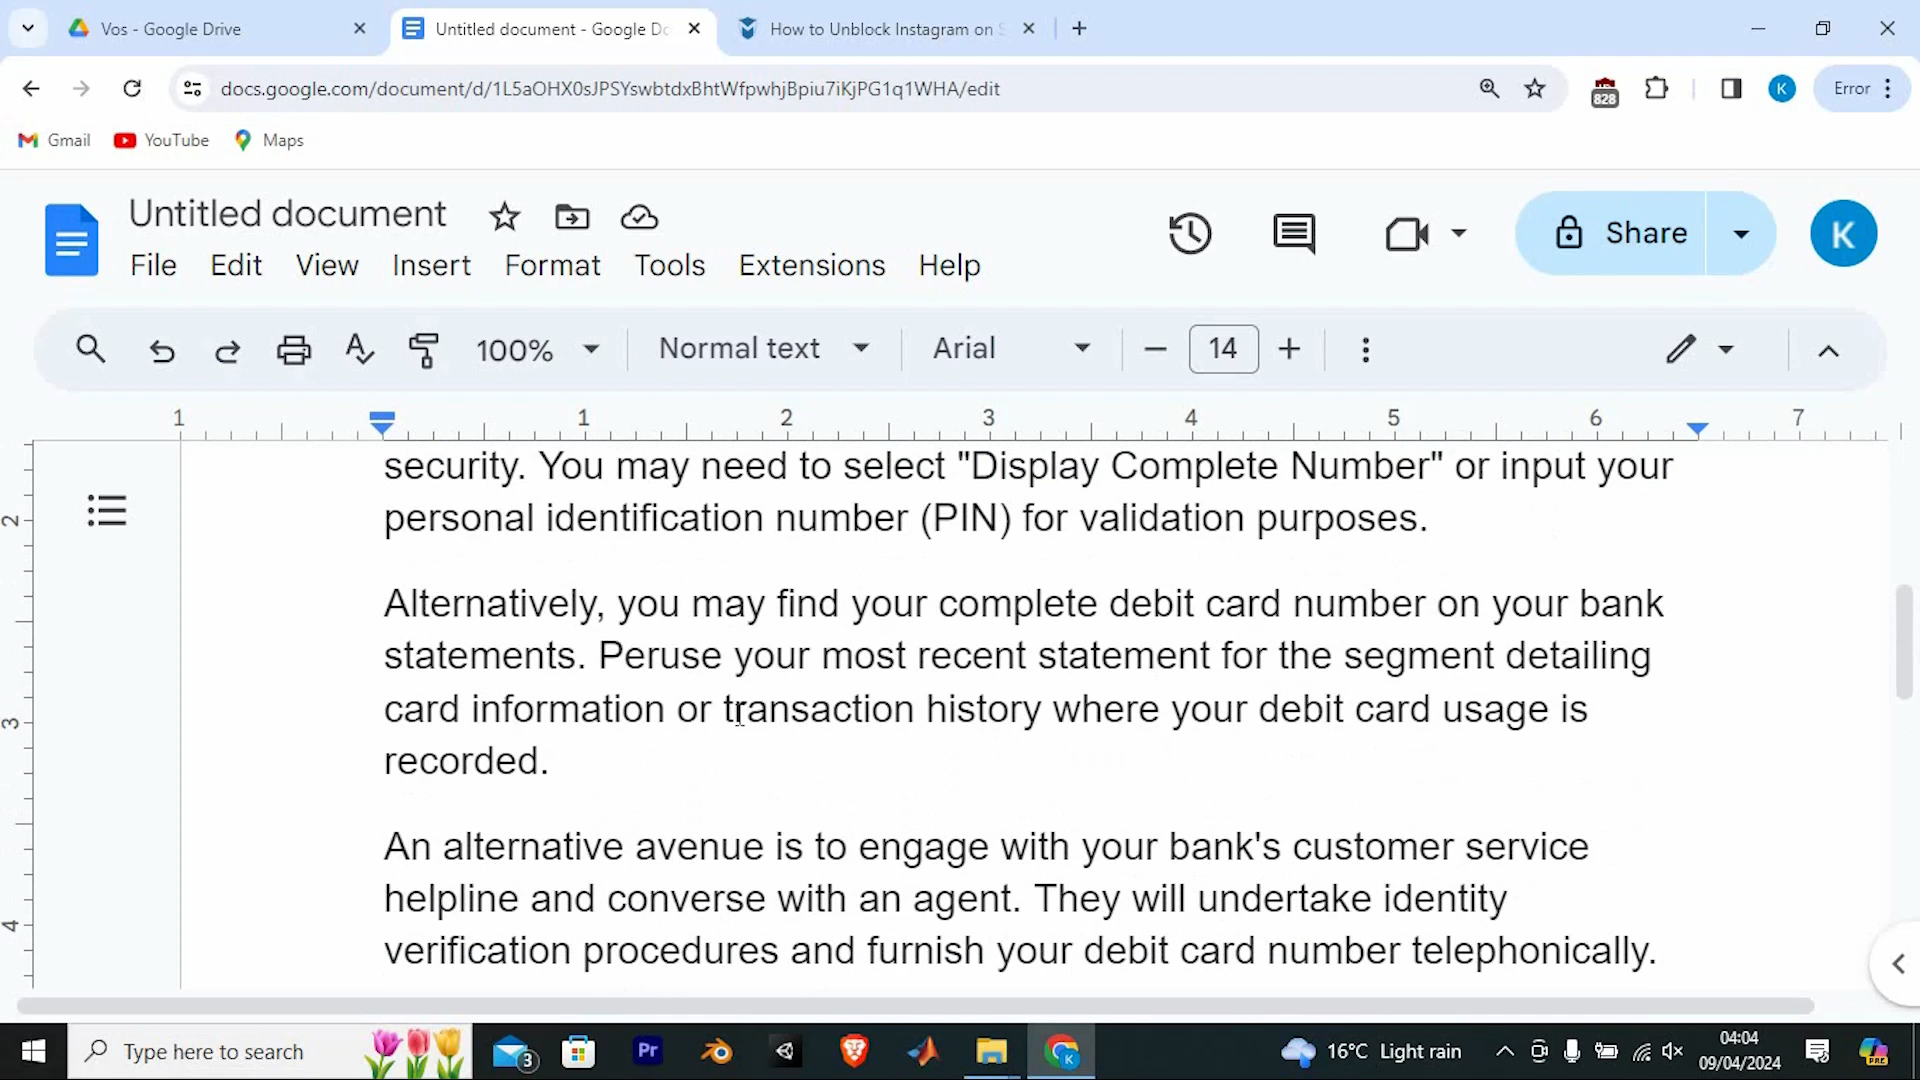 Vos - Google Drive
Untitled document - Google Do
How to Unblock Instagram on S
docs.google.com/document/d/1L5aOHX0sJPSYswbtdxBhtWfpwhjBpiu7iKjPG1q1WHA/edit
828
K
Error
Gmail
YouTube
Maps
Untitled document
File
Edit
View
Insert
Format
Tools
Extensions
Help
Share
K
100%
Normal text
Arial
14
1 1 2 3 4 5 6 7
security. You may need to select "Display Complete Number" or input your
personal identification number (PIN) for validation purposes.
Alternatively, you may find your complete debit card number on your bank
statements. Peruse your most recent statement for the segment detailing
card information or transaction history where your debit card usage is
recorded.
An alternative avenue is to engage with your bank's customer service
helpline and converse with an agent. They will undertake identity
verification procedures and furnish your debit card number telephonically.
2
3
4
Type here to search
3
Pr
K
16°C Light rain
04:04
09/04/2024
PRE